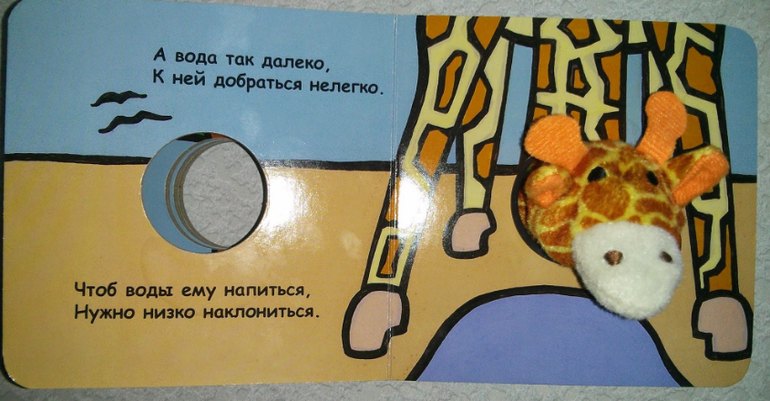 А вода так далеко,
К ней добраться нелегко.
Чтоб воды ему напиться,
Нужно низко наклониться.